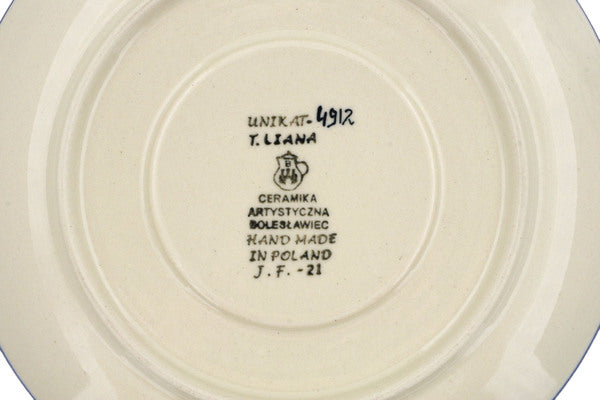 UNIKAT-4912
T. LIANA
CERAMIKA
ARTYSTYCZNA
BOLESŁAWIEC
HAND MADE
IN POLAND
J.F.-21